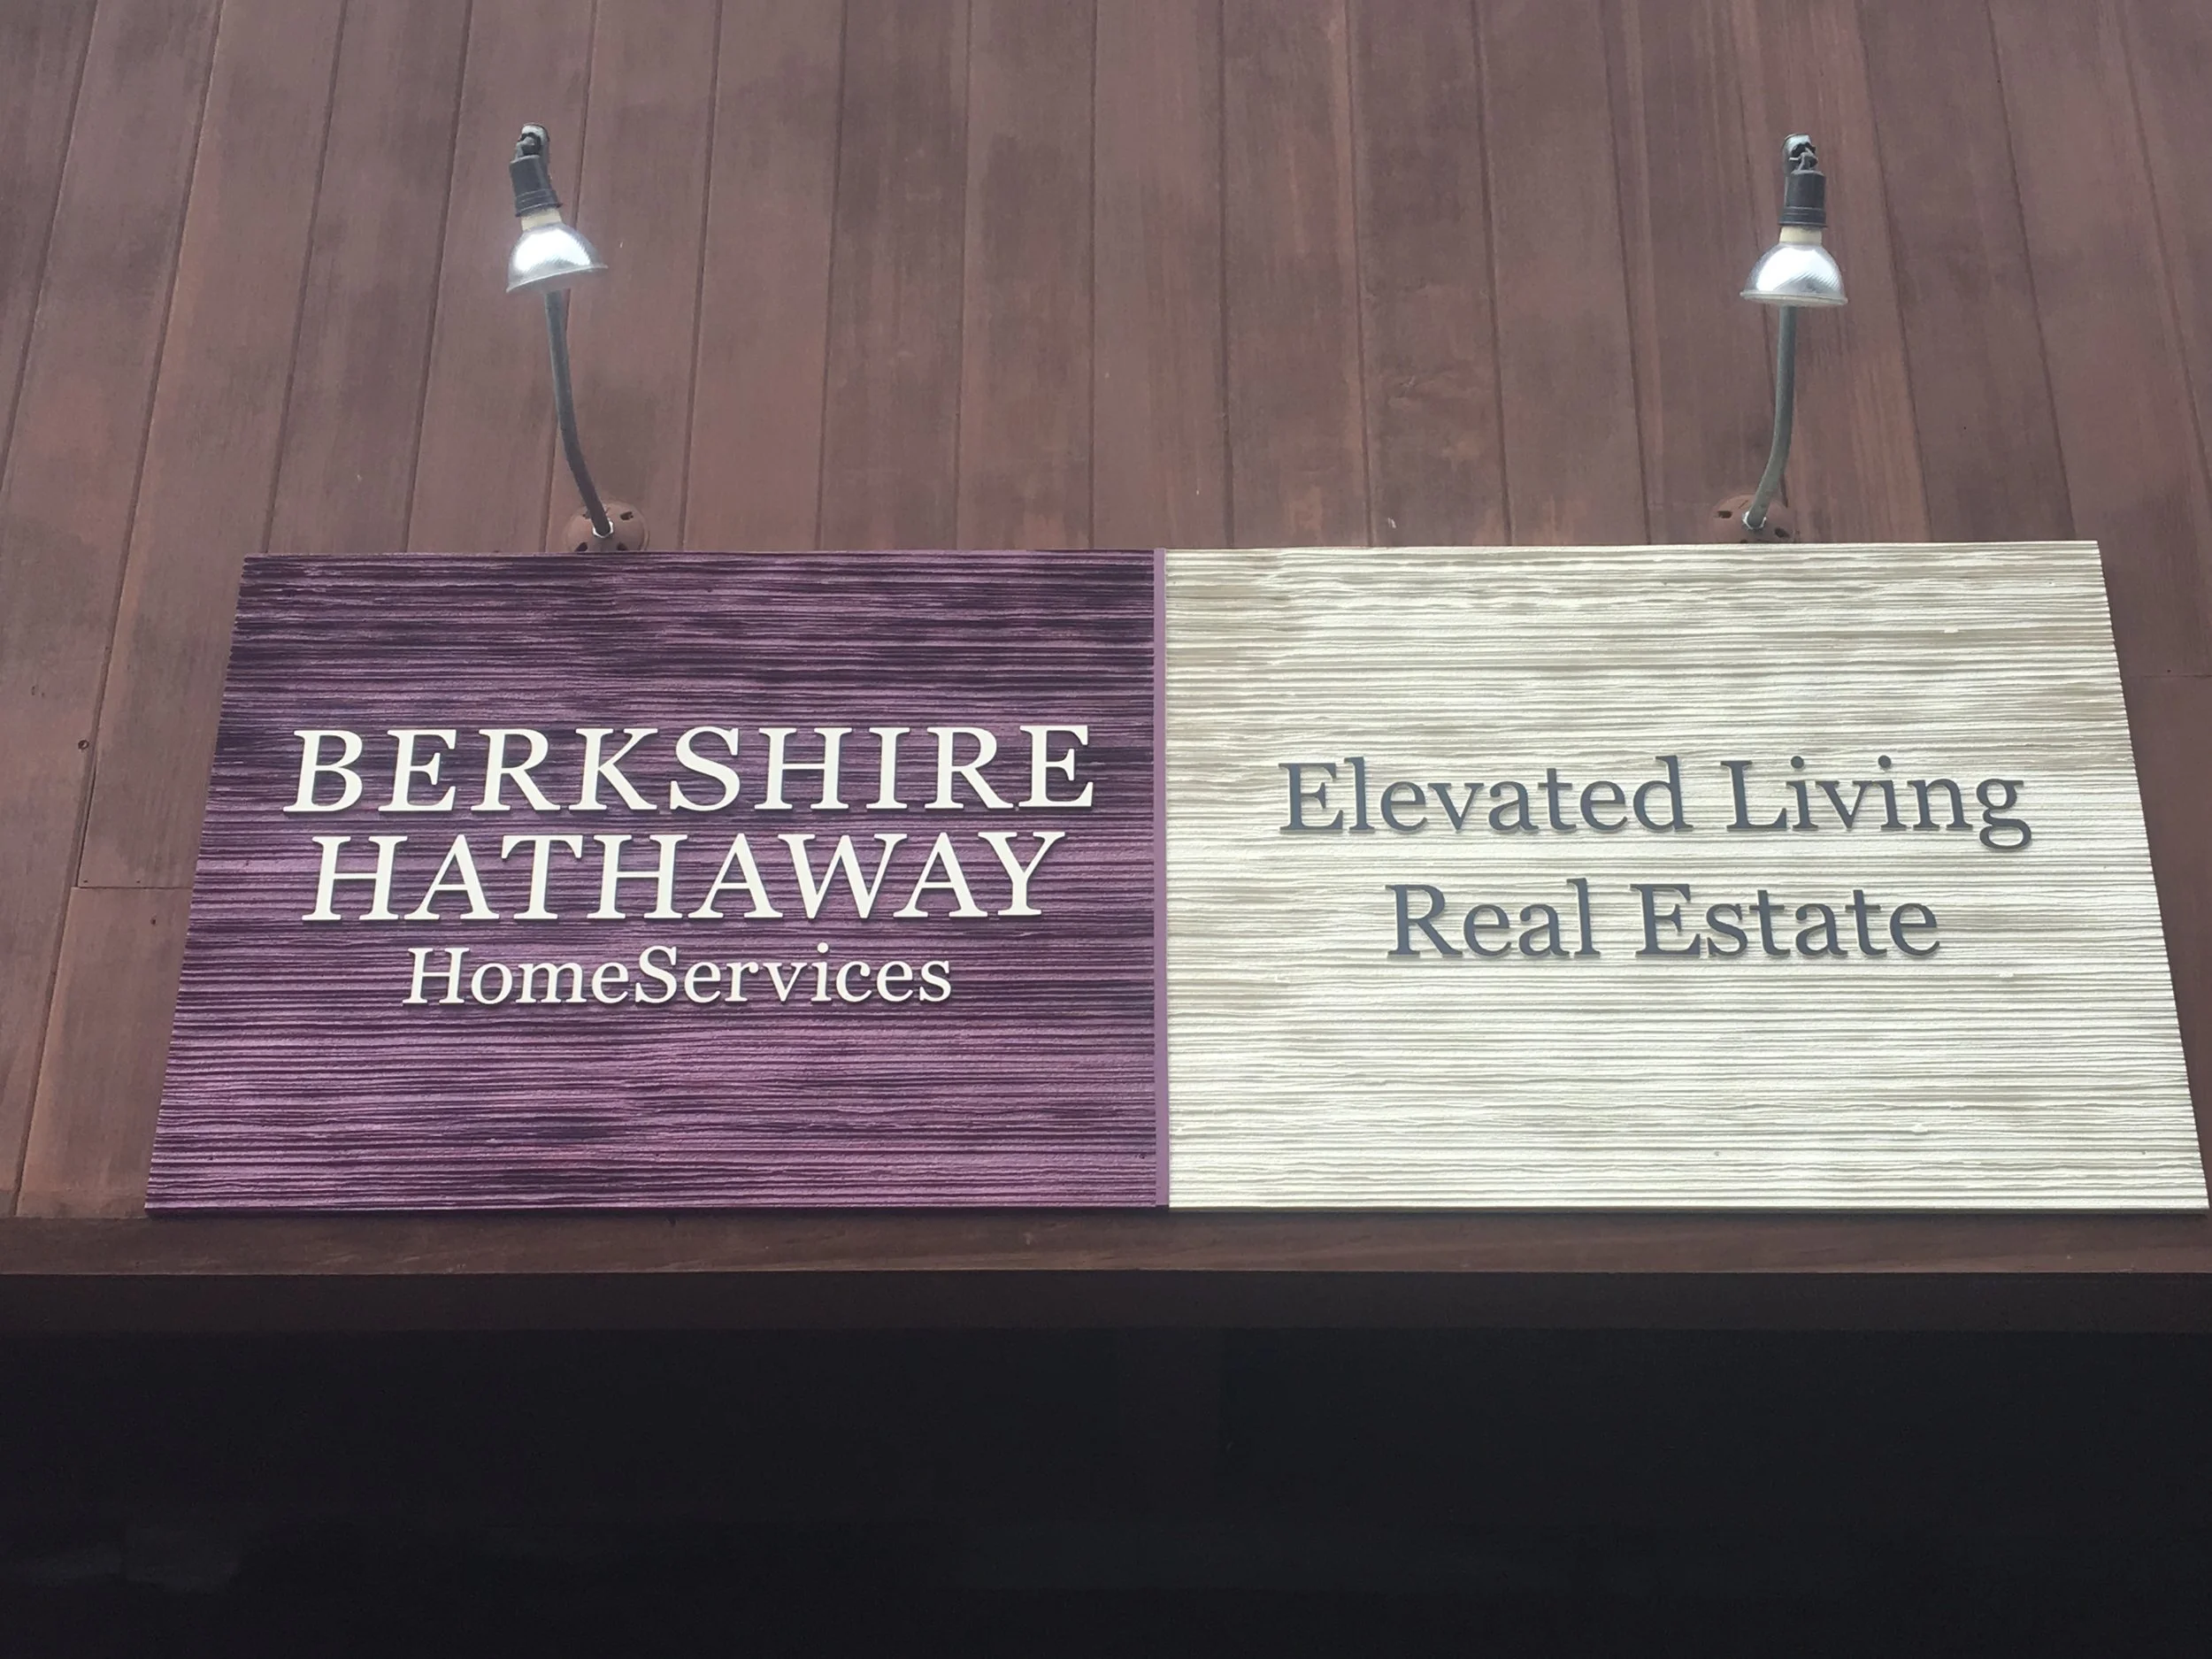 BERKSHIRE
HATHAWAY
HomeServices
Elevated Living
Real Estate